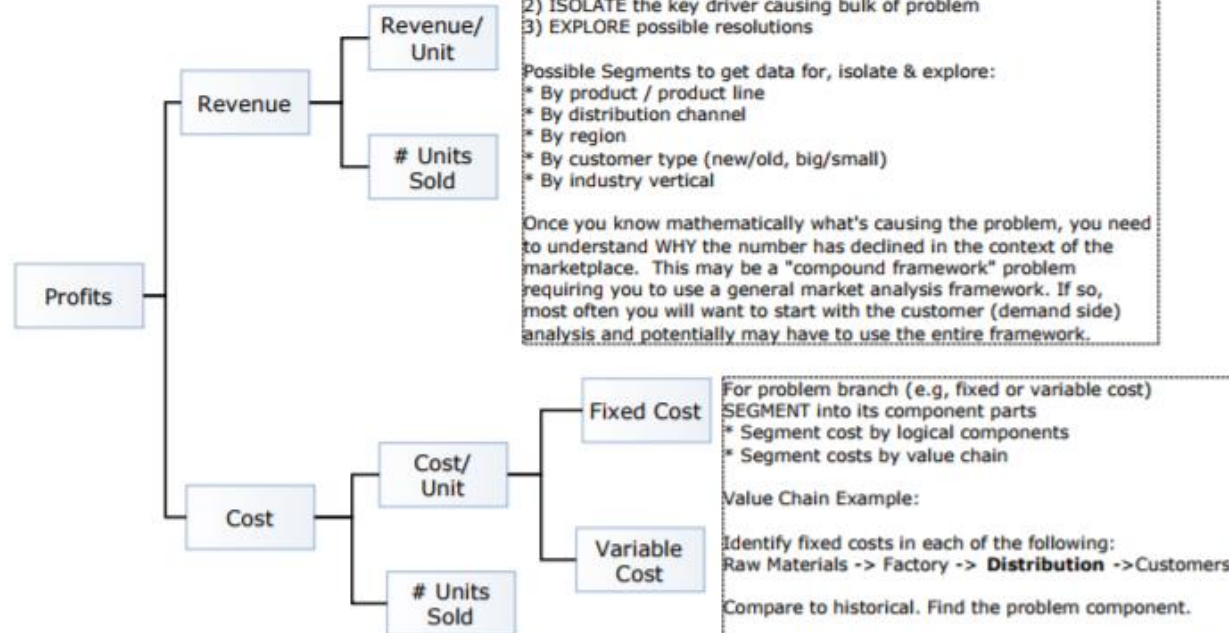 2) ISOLATE the key driver causing bulk of problem
3) EXPLORE possible resolutions
Possible Segments to get data for, isolate & explore:
* By product / product line
* By distribution channel
* By region
* By customer type (new/old, big/small)
* By industry vertical
Once you know mathematically what's causing the problem, you need
to understand WHY the number has declined in the context of the
marketplace. This may be a "compound framework" problem
requiring you to use a general market analysis framework. If so,
most often you will want to start with the customer (demand side)
analysis and potentially may have to use the entire framework.
Revenue/
Unit
Revenue
# Units
Sold
Profits
Fixed Cost
Cost/
Unit
Cost
Variable
Cost
# Units
Sold
For problem branch (e.g, fixed or variable cost)
SEGMENT into its component parts
* Segment cost by logical components
* Segment costs by value chain
Value Chain Example:
Identify fixed costs in each of the following:
Raw Materials -> Factory -> Distribution ->Customers
Compare to historical. Find the problem component.